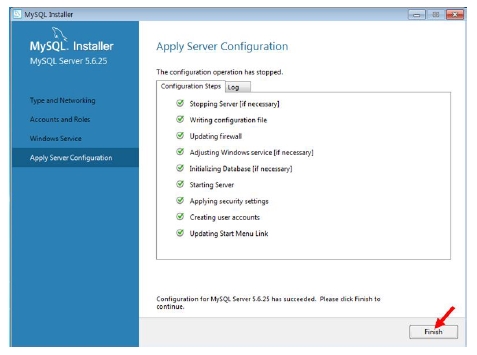 MySQL Installer
MySQL. Installer
MySQL Server 5.6.25
Type and Networking
Accounts and Roles
Windows Service
Apply Server Configuration
Apply Server Configuration
The configuration operation has stopped.
Configuration Steps Log
Stopping Server [if necessary]
Writing configuration file
Updating firewall
Adjusting Windows service [if necessary]
Initializing Database [if necessary]
Starting Server
Applying security settings
Creating user accounts
Updating Start Menu Link
Configuration for MySQL Server 5.6.25 has succeeded. Please click Finish to
continue.
Finish